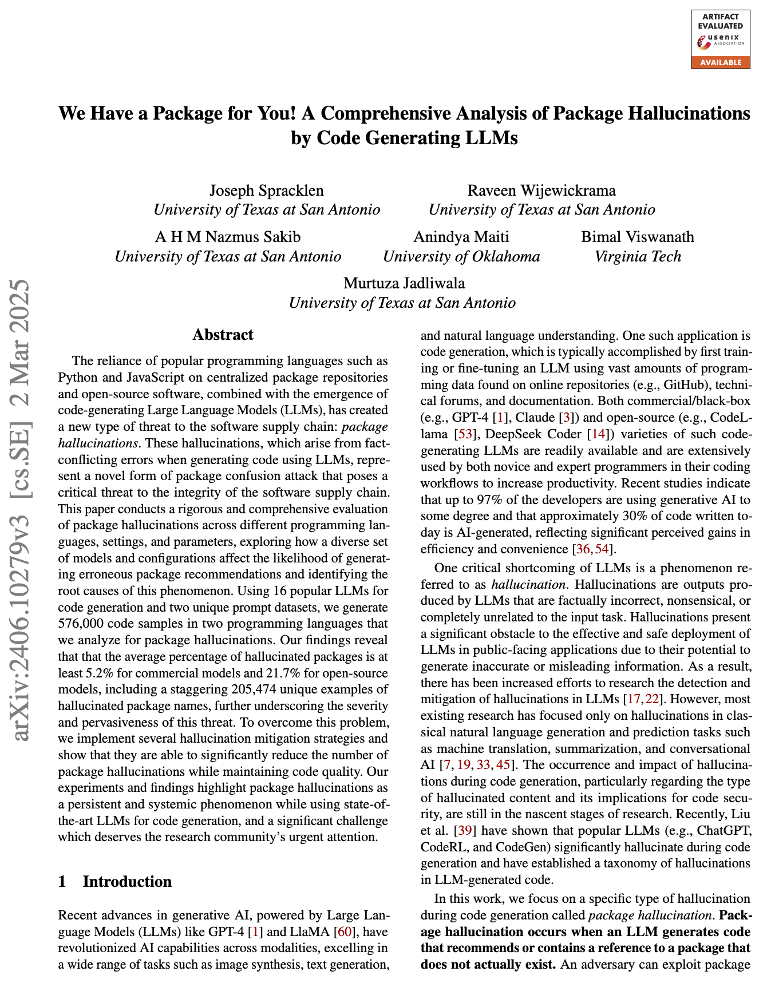 ARTIFACT
EVALUATED
usenix
ASSOCIATION
AVAILABLE
We Have a Package for You! A Comprehensive Analysis of Package Hallucinations
by Code Generating LLMs
Joseph Spracklen
University of Texas at San Antonio
Raveen Wijewickrama
University of Texas at San Antonio
A H M Nazmus Sakib
University of Texas at San Antonio
Anindya Maiti
University of Oklahoma
Bimal Viswanath
Virginia Tech
Murtuza Jadliwala
University of Texas at San Antonio
arXiv:2406.10279v3 [cs.SE] 2 Mar 2025
Abstract
The reliance of popular programming languages such as
Python and JavaScript on centralized package repositories
and open-source software, combined with the emergence of
code-generating Large Language Models (LLMs), has created
a new type of threat to the software supply chain: package
hallucinations. These hallucinations, which arise from fact-
conflicting errors when generating code using LLMs, repre-
sent a novel form of package confusion attack that poses a
critical threat to the integrity of the software supply chain.
This paper conducts a rigorous and comprehensive evaluation
of package hallucinations across different programming lan-
guages, settings, and parameters, exploring how a diverse set
of models and configurations affect the likelihood of generat-
ing erroneous package recommendations and identifying the
root causes of this phenomenon. Using 16 popular LLMs for
code generation and two unique prompt datasets, we generate
576,000 code samples in two programming languages that
we analyze for package hallucinations. Our findings reveal
that that the average percentage of hallucinated packages is at
least 5.2% for commercial models and 21.7% for open-source
models, including a staggering 205,474 unique examples of
hallucinated package names, further underscoring the severity
and pervasiveness of this threat. To overcome this problem,
we implement several hallucination mitigation strategies and
show that they are able to significantly reduce the number of
package hallucinations while maintaining code quality. Our
experiments and findings highlight package hallucinations as
a persistent and systemic phenomenon while using state-of-
the-art LLMs for code generation, and a significant challenge
which deserves the research community's urgent attention.
1 Introduction
Recent advances in generative AI, powered by Large Lan-
guage Models (LLMs) like GPT-4 [1] and LlaMA [60], have
revolutionized AI capabilities across modalities, excelling in
a wide range of tasks such as image synthesis, text generation,
and natural language understanding. One such application is
code generation, which is typically accomplished by first train-
ing or fine-tuning an LLM using vast amounts of program-
ming data found on online repositories (e.g., GitHub), techni-
cal forums, and documentation. Both commercial/black-box
(e.g., GPT-4 [1], Claude [3]) and open-source (e.g., CodeL-
lama [53], DeepSeek Coder [14]) varieties of such code-
generating LLMs are readily available and are extensively
used by both novice and expert programmers in their coding
workflows to increase productivity. Recent studies indicate
that up to 97% of the developers are using generative AI to
some degree and that approximately 30% of code written to-
day is AI-generated, reflecting significant perceived gains in
efficiency and convenience [36, 54].
One critical shortcoming of LLMs is a phenomenon re-
ferred to as hallucination. Hallucinations are outputs pro-
duced by LLMs that are factually incorrect, nonsensical, or
completely unrelated to the input task. Hallucinations present
a significant obstacle to the effective and safe deployment of
LLMs in public-facing applications due to their potential to
generate inaccurate or misleading information. As a result,
there has been increased efforts to research the detection and
mitigation of hallucinations in LLMs [17, 22]. However, most
existing research has focused only on hallucinations in clas-
sical natural language generation and prediction tasks such
as machine translation, summarization, and conversational
AI [7, 19, 33, 45]. The occurrence and impact of hallucina-
tions during code generation, particularly regarding the type
of hallucinated content and its implications for code secu-
rity, are still in the nascent stages of research. Recently, Liu
et al. [39] have shown that popular LLMs (e.g., ChatGPT,
CodeRL, and CodeGen) significantly hallucinate during code
generation and have established a taxonomy of hallucinations
in LLM-generated code.
In this work, we focus on a specific type of hallucination
during code generation called package hallucination. Pack-
age hallucination occurs when an LLM generates code
that recommends or contains a reference to a package that
does not actually exist. An adversary can exploit package